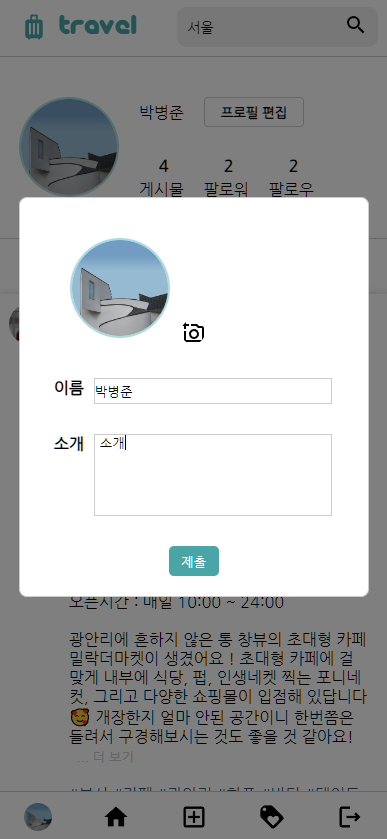 travel
서울
박병준
프로필 편집
4
2
2
게시물
팔로워
팔로우
이름
박병준
소개
소개
제출
오픈시간 : 매일 10:00 ~ 24:00
광안리에 흔하지 않은 통 창뷰의 초대형 카페
밀락더마켓이 생겼어요 ! 초대형 카페에 걸
맞게 내부에 식당, 펍, 인생네컷 찍는 포니네
컷, 그리고 다양한 쇼핑몰이 입점해 있답니다
🥰 개장한지 얼마 안된 공간이니 한번쯤은
들려서 구경해보시는 것도 좋을 것 같아요!
... 더 보기